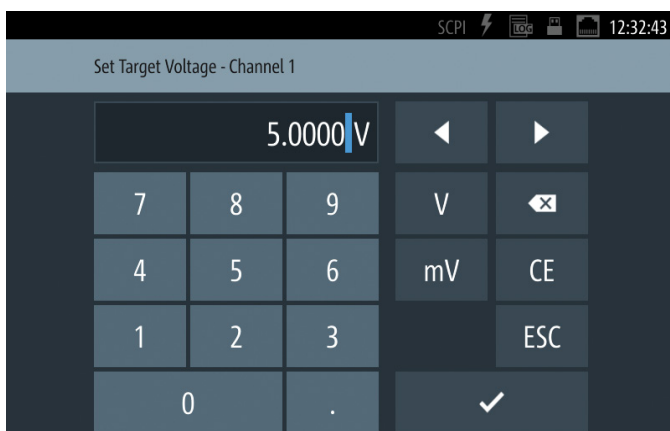 SCPI LOG 12:32:43
Set Target Voltage - Channel 1
5.0000 V
7 8 9 V
4 5 6 mV CE
1 2 3 ESC
0 .